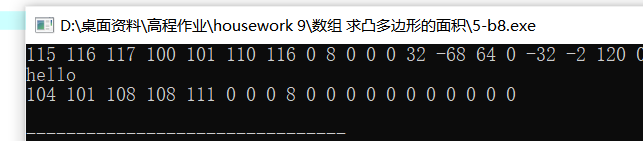 D:\桌面资料\高程作业\housework 9\数组 求凸多边形的面积\5-b8.exe
115 116 117 100 101 110 116 0 8 0 0 0 32 -68 64 0 -32 -2 120 0
hello
104 101 108 108 111 0 0 0 8 0 0 0 0 0 0 0 0 0 0 0
--------------------------------